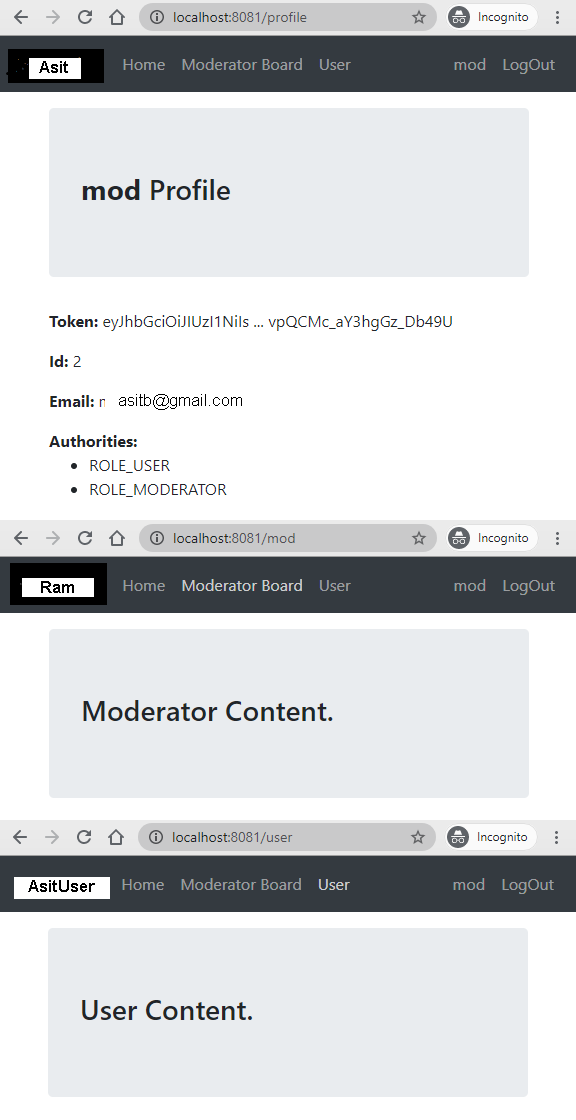 localhost:8081/profile Incognito
Asit Home Moderator Board User mod LogOut
mod Profile
Token: eyJhbGciOiJIUzI1NiIs ... vpQCMc_aY3hgGz_Db49U
Id: 2
Email: asitb@gmail.com
Authorities:
ROLE_USER
ROLE_MODERATOR
localhost:8081/mod Incognito
Ram Home Moderator Board User mod LogOut
Moderator Content.
localhost:8081/user Incognito
AsitUser Home Moderator Board User mod LogOut
User Content.